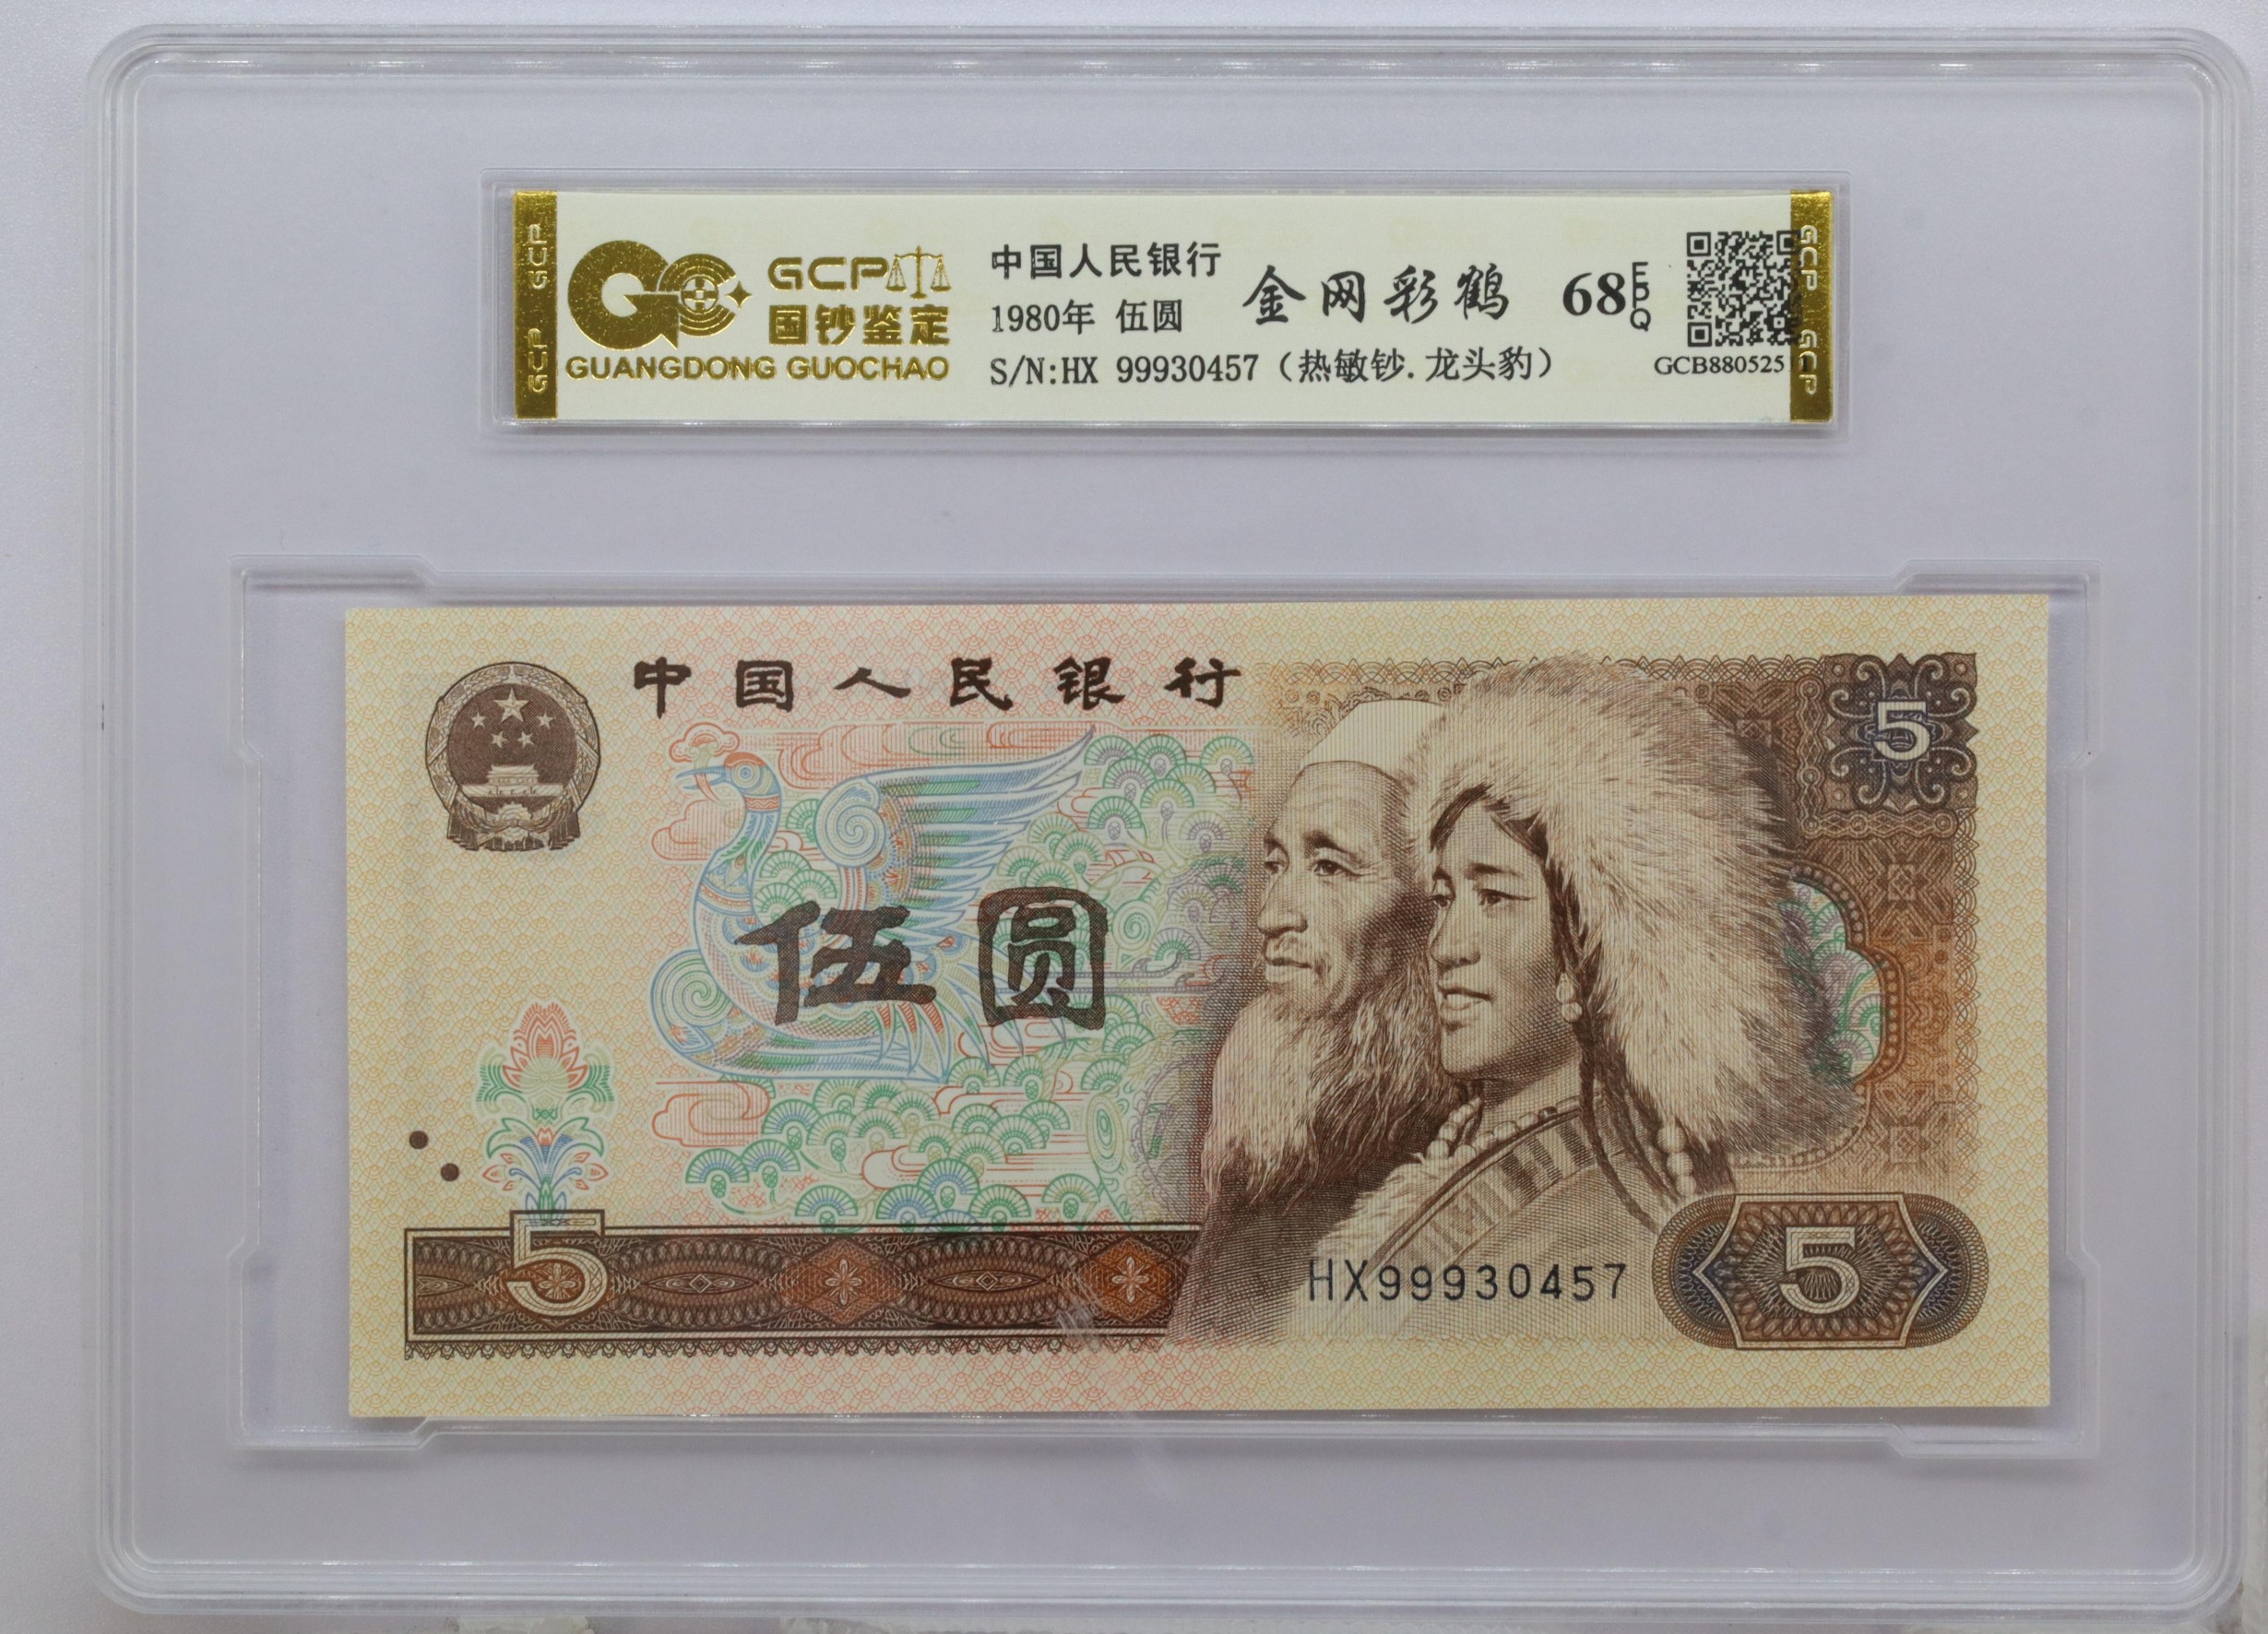 GCP
国钞鉴定
GUANGDONG GUOCHAO
中国人民银行
1980年 伍圆
S/N:HX 99930457（热敏钞.龙头豹）
金网彩鹤
68 EPQ
GCB880525
GCP GCP
中国人民银行
5
伍圆
5
HX99930457
5